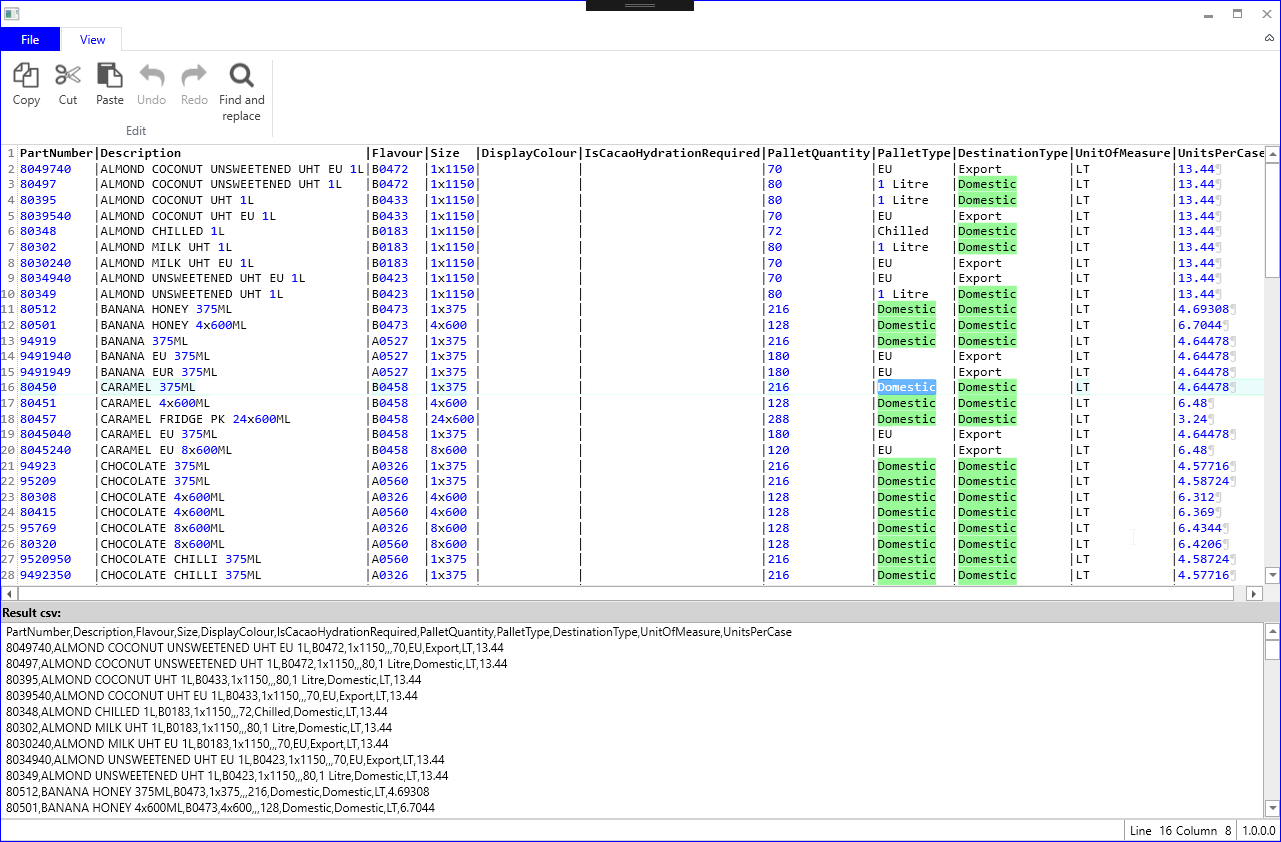 File View
Copy Cut Paste Undo Redo Find and replace
Edit
1 PartNumber|Description |Flavour|Size |DisplayColour|IsCacaoHydrationRequired|PalletQuantity|PalletType|DestinationType|UnitOfMeasure|UnitsPerCase
2 8049740 |ALMOND COCONUT UNSWEETENED UHT EU 1L|B0472 |1x1150| | |70 |EU |Export |LT |13.44¶
3 80497 |ALMOND COCONUT UNSWEETENED UHT 1L |B0472 |1x1150| | |80 |1 Litre |Domestic |LT |13.44¶
4 80395 |ALMOND COCONUT UHT 1L |B0433 |1x1150| | |80 |1 Litre |Domestic |LT |13.44¶
5 8039540 |ALMOND COCONUT UHT EU 1L |B0433 |1x1150| | |70 |EU |Export |LT |13.44¶
6 80348 |ALMOND CHILLED 1L |B0183 |1x1150| | |72 |Chilled |Domestic |LT |13.44¶
7 80302 |ALMOND MILK UHT 1L |B0183 |1x1150| | |80 |1 Litre |Domestic |LT |13.44¶
8 8030240 |ALMOND MILK UHT EU 1L |B0183 |1x1150| | |70 |EU |Export |LT |13.44¶
9 8034940 |ALMOND UNSWEETENED UHT EU 1L |B0423 |1x1150| | |70 |EU |Export |LT |13.44¶
10 80349 |ALMOND UNSWEETENED UHT 1L |B0423 |1x1150| | |80 |1 Litre |Domestic |LT |13.44¶
11 80512 |BANANA HONEY 375ML |B0473 |1x375 | | |216 |Domestic |Domestic |LT |4.69308¶
12 80501 |BANANA HONEY 4x600ML |B0473 |4x600 | | |128 |Domestic |Domestic |LT |6.7044¶
13 94919 |BANANA 375ML |A0527 |1x375 | | |216 |Domestic |Domestic |LT |4.64478¶
14 9491940 |BANANA EU 375ML |A0527 |1x375 | | |180 |EU |Export |LT |4.64478¶
15 9491949 |BANANA EUR 375ML |A0527 |1x375 | | |180 |EU |Export |LT |4.64478¶
16 80450 |CARAMEL 375ML |B0458 |1x375 | | |216 |Domestic |Domestic |LT |4.64478¶
17 80451 |CARAMEL 4x600ML |B0458 |4x600 | | |128 |Domestic |Domestic |LT |6.48¶
18 80457 |CARAMEL FRIDGE PK 24x600ML |B0458 |24x600| | |288 |Domestic |Domestic |LT |3.24¶
19 8045040 |CARAMEL EU 375ML |B0458 |1x375 | | |180 |EU |Export |LT |4.64478¶
20 8045240 |CARAMEL EU 8x600ML |B0458 |8x600 | | |120 |EU |Export |LT |6.48¶
21 94923 |CHOCOLATE 375ML |A0326 |1x375 | | |216 |Domestic |Domestic |LT |4.57716¶
22 95209 |CHOCOLATE 375ML |A0560 |1x375 | | |216 |Domestic |Domestic |LT |4.58724¶
23 80308 |CHOCOLATE 4x600ML |A0326 |4x600 | | |128 |Domestic |Domestic |LT |6.312¶
24 80415 |CHOCOLATE 4x600ML |A0560 |4x600 | | |128 |Domestic |Domestic |LT |6.369¶
25 95769 |CHOCOLATE 8x600ML |A0326 |8x600 | | |128 |Domestic |Domestic |LT |6.4344¶
26 80320 |CHOCOLATE 8x600ML |A0560 |8x600 | | |128 |Domestic |Domestic |LT |6.4206¶
27 9520950 |CHOCOLATE CHILLI 375ML |A0560 |1x375 | | |216 |Domestic |Domestic |LT |4.58724¶
28 9492350 |CHOCOLATE CHILLI 375ML |A0326 |1x375 | | |216 |Domestic |Domestic |LT |4.57716¶
Result csv:
PartNumber,Description,Flavour,Size,DisplayColour,IsCacaoHydrationRequired,PalletQuantity,PalletType,DestinationType,UnitOfMeasure,UnitsPerCase
8049740,ALMOND COCONUT UNSWEETENED UHT EU 1L,B0472,1x1150,,,70,EU,Export,LT,13.44
80497,ALMOND COCONUT UNSWEETENED UHT 1L,B0472,1x1150,,,80,1 Litre,Domestic,LT,13.44
80395,ALMOND COCONUT UHT 1L,B0433,1x1150,,,80,1 Litre,Domestic,LT,13.44
8039540,ALMOND COCONUT UHT EU 1L,B0433,1x1150,,,70,EU,Export,LT,13.44
80348,ALMOND CHILLED 1L,B0183,1x1150,,,72,Chilled,Domestic,LT,13.44
80302,ALMOND MILK UHT 1L,B0183,1x1150,,,80,1 Litre,Domestic,LT,13.44
8030240,ALMOND MILK UHT EU 1L,B0183,1x1150,,,70,EU,Export,LT,13.44
8034940,ALMOND UNSWEETENED UHT EU 1L,B0423,1x1150,,,70,EU,Export,LT,13.44
80349,ALMOND UNSWEETENED UHT 1L,B0423,1x1150,,,80,1 Litre,Domestic,LT,13.44
80512,BANANA HONEY 375ML,B0473,1x375,,,216,Domestic,Domestic,LT,4.69308
80501,BANANA HONEY 4x600ML,B0473,4x600,,,128,Domestic,Domestic,LT,6.7044
Line 16 Column 8 1.0.0.0